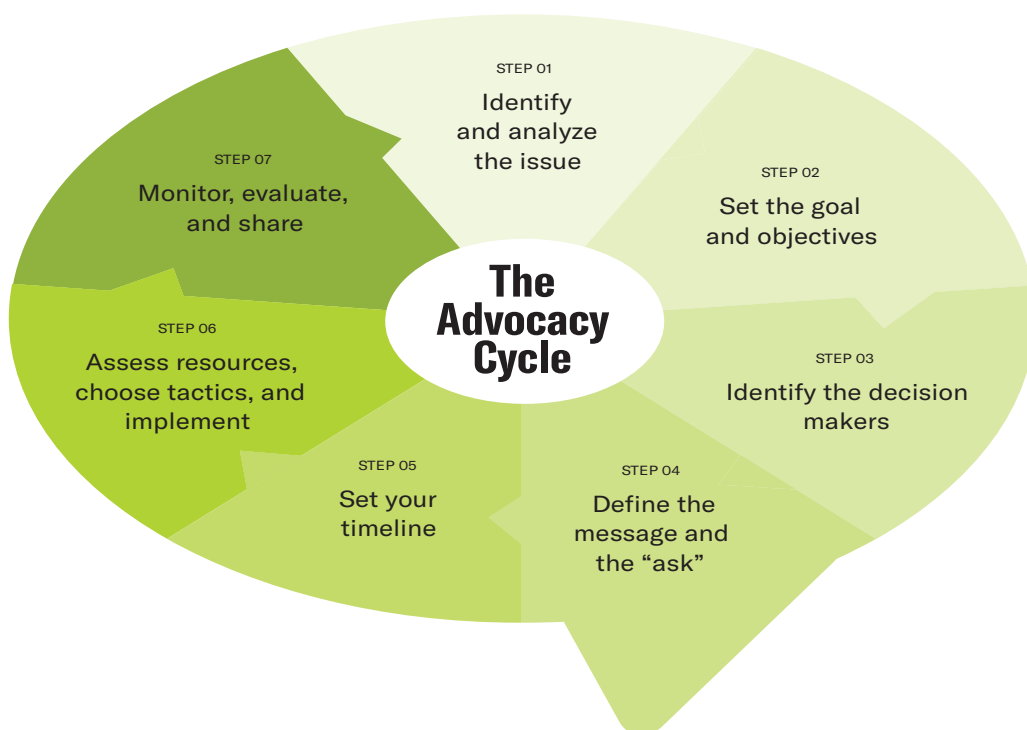 STEP 01
Identify
and analyze
the issue
STEP 02
Set the goal
and objectives
STEP 03
Identify the decision
makers
STEP 04
Define the
message and
the “ask”
STEP 05
Set your
timeline
STEP 06
Assess resources,
choose tactics, and
implement
STEP 07
Monitor, evaluate,
and share
The
Advocacy
Cycle